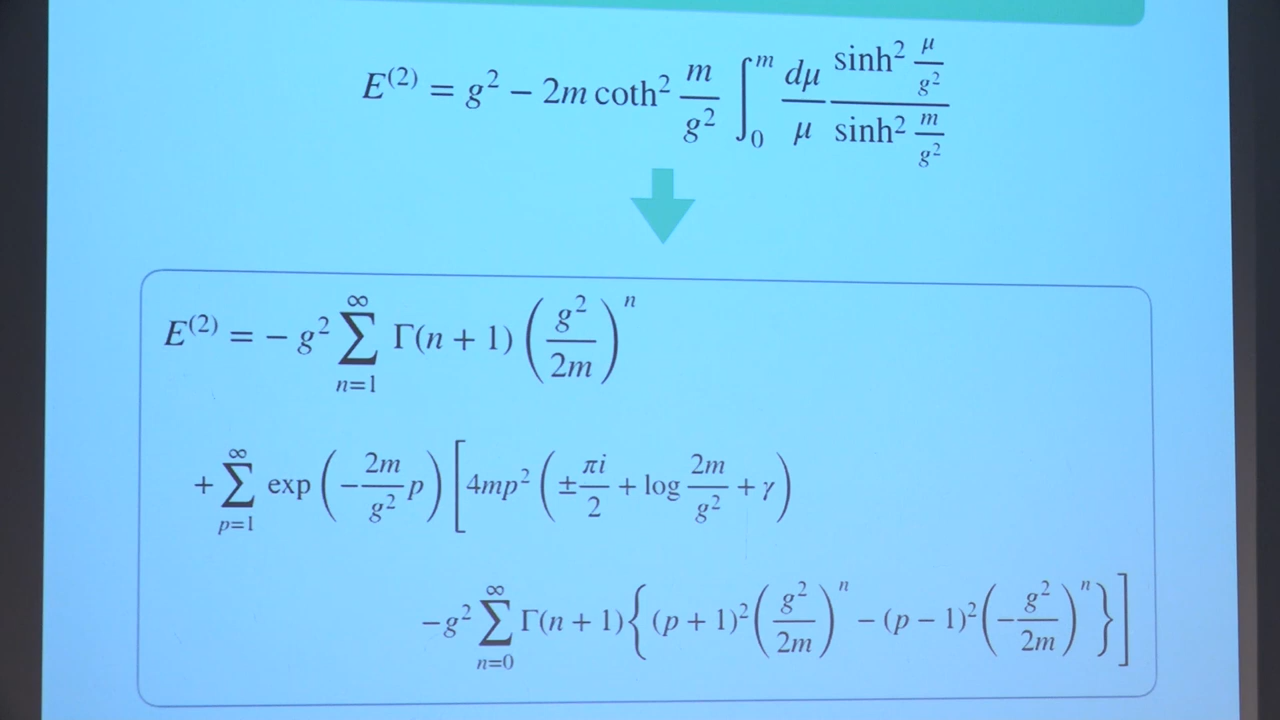 E⁽²⁾ = g² − 2m coth² m/g² ∫₀ᵐ dμ/μ (sinh² μ/g²)/(sinh² m/g²)
E⁽²⁾ = − g² ∑_{n=1}^{∞} Γ(n + 1) (g²/2m)ⁿ
+ ∑_{p=1}^{∞} exp(−(2m/g²)p) [4mp² (±πi/2 + log 2m/g² + γ)
−g² ∑_{n=0}^{∞} Γ(n + 1){(p + 1)²(g²/2m)ⁿ − (p − 1)²(−g²/2m)ⁿ}]